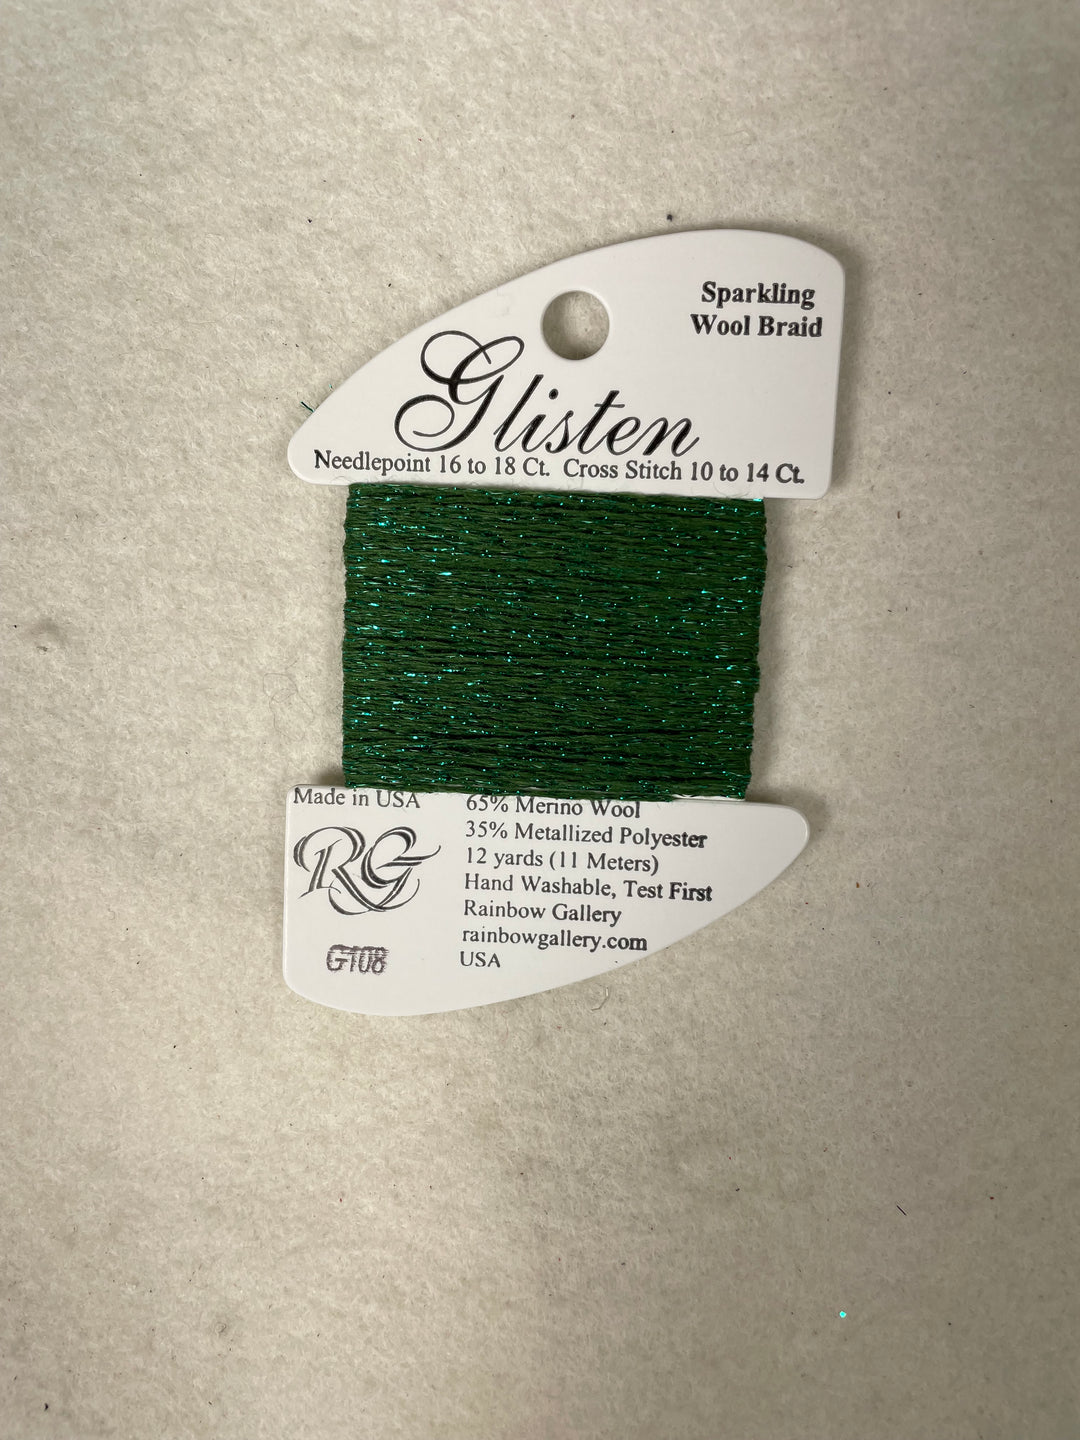 Sparkling
Wool Braid
Glisten
Needlepoint 16 to 18 Ct. Cross Stitch 10 to 14 Ct.
Made in USA
RG
G108
65% Merino Wool
35% Metallized Polyester
12 yards (11 Meters)
Hand Washable, Test First
Rainbow Gallery
rainbowgallery.com
USA